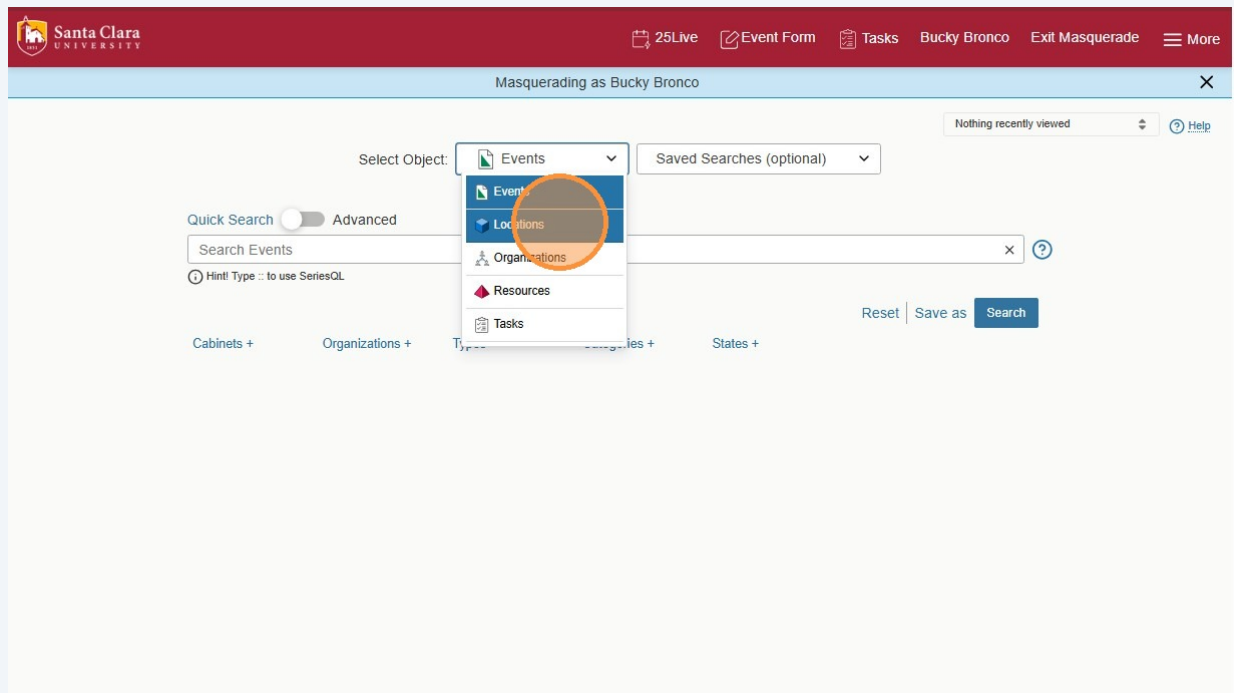 Santa Clara
UNIVERSITY
25Live Event Form Tasks Bucky Bronco Exit Masquerade More
Masquerading as Bucky Bronco
Nothing recently viewed Help
Select Object: Events Saved Searches (optional)
Events
Quick Search Advanced
Locations
Search Events
Organizations
Hint! Type :: to use SeriesQL
Resources
Reset Save as Search
Tasks
Cabinets + Organizations + Types Categories + States +